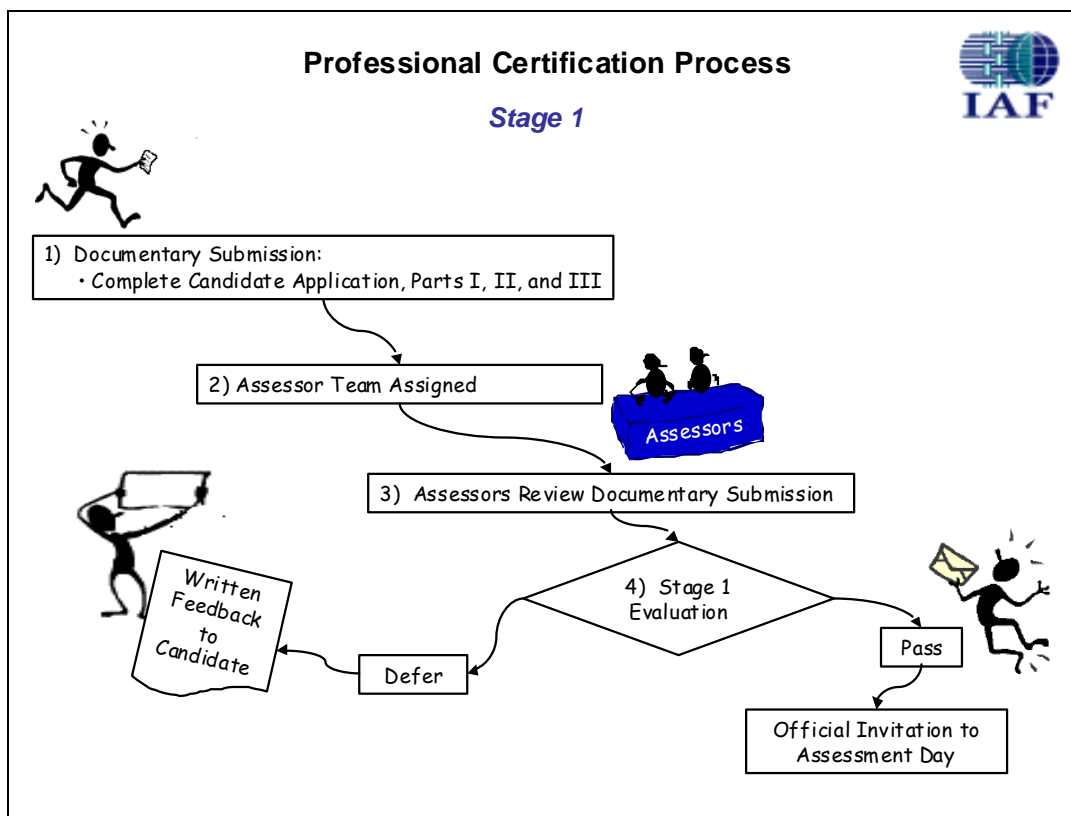 Professional Certification Process
Stage 1
IAF
1) Documentary Submission:
• Complete Candidate Application, Parts I, II, and III
2) Assessor Team Assigned
Assessors
3) Assessors Review Documentary Submission
4) Stage 1
Evaluation
Written
Feedback
to
Candidate
Defer
Pass
Official Invitation to
Assessment Day